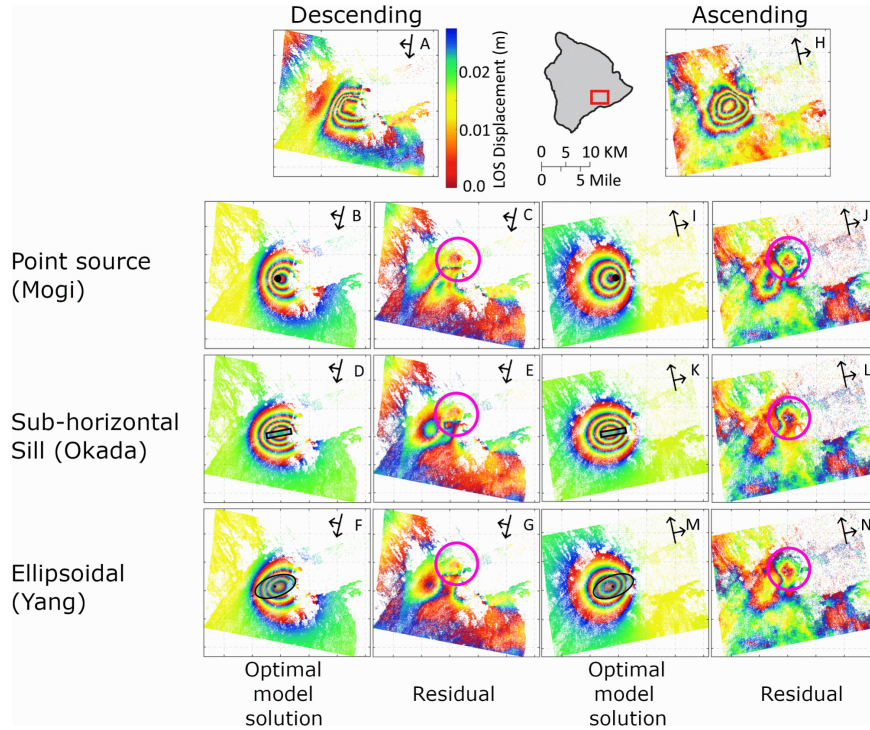 Descending
Ascending
A
H
LOS Displacement (m)
0.02
0.01
0.0
0 5 10 KM
0 5 Mile
Point source
(Mogi)
B
C
I
J
Sub-horizontal
Sill (Okada)
D
E
K
L
Ellipsoidal
(Yang)
F
G
M
N
Optimal
model
solution
Residual
Optimal
model
solution
Residual